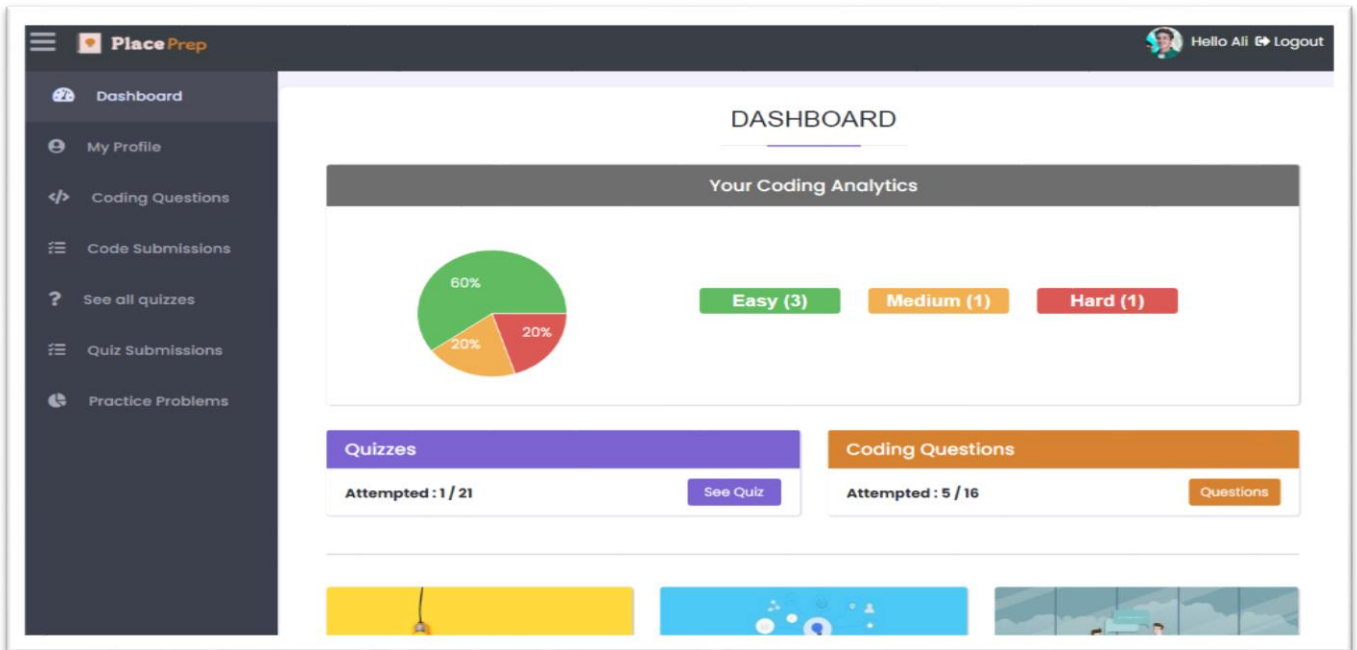 Place Prep
Hello Ali Logout
Dashboard
My Profile
Coding Questions
Code Submissions
See all quizzes
Quiz Submissions
Practice Problems
DASHBOARD
Your Coding Analytics
60%
20%
20%
Easy (3) Medium (1) Hard (1)
Quizzes
Attempted : 1 / 21 See Quiz
Coding Questions
Attempted : 5 / 16 Questions